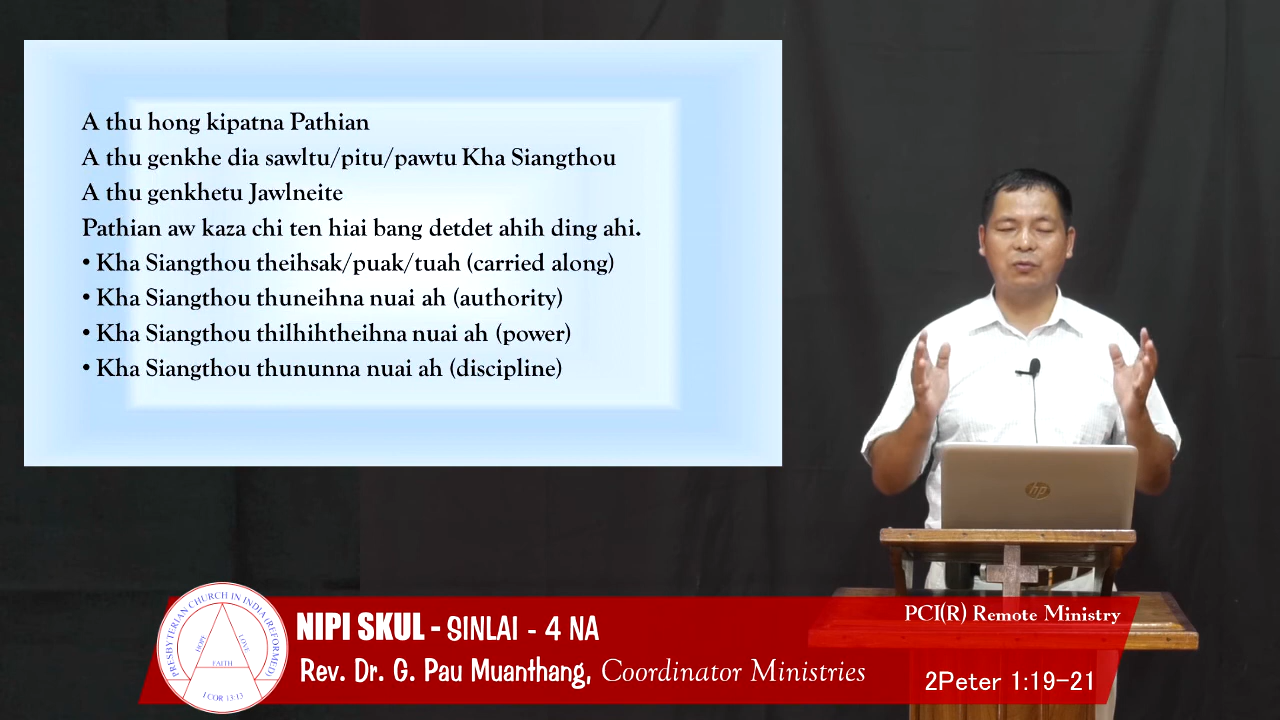 A thu hong kipatna Pathian
A thu genkhe dia sawltu/pitu/pawtu Kha Siangthou
A thu genkhetu Jawlneite
Pathian aw kaza chi ten hiai bang detdet ahih ding ahi.
• Kha Siangthou theihsak/puak/tuah (carried along)
• Kha Siangthou thuneihna nuai ah (authority)
• Kha Siangthou thilhihtheihna nuai ah (power)
• Kha Siangthou thununna nuai ah (discipline)
hp
PRESBYTERIAN CHURCH IN INDIA (REFORMED)
HOPE
LOVE
FAITH
I COR 13:13
NIPI SKUL - SINLAI - 4 NA
Rev. Dr. G. Pau Muanthang, Coordinator Ministries
PCI(R) Remote Ministry
2Peter 1:19-21